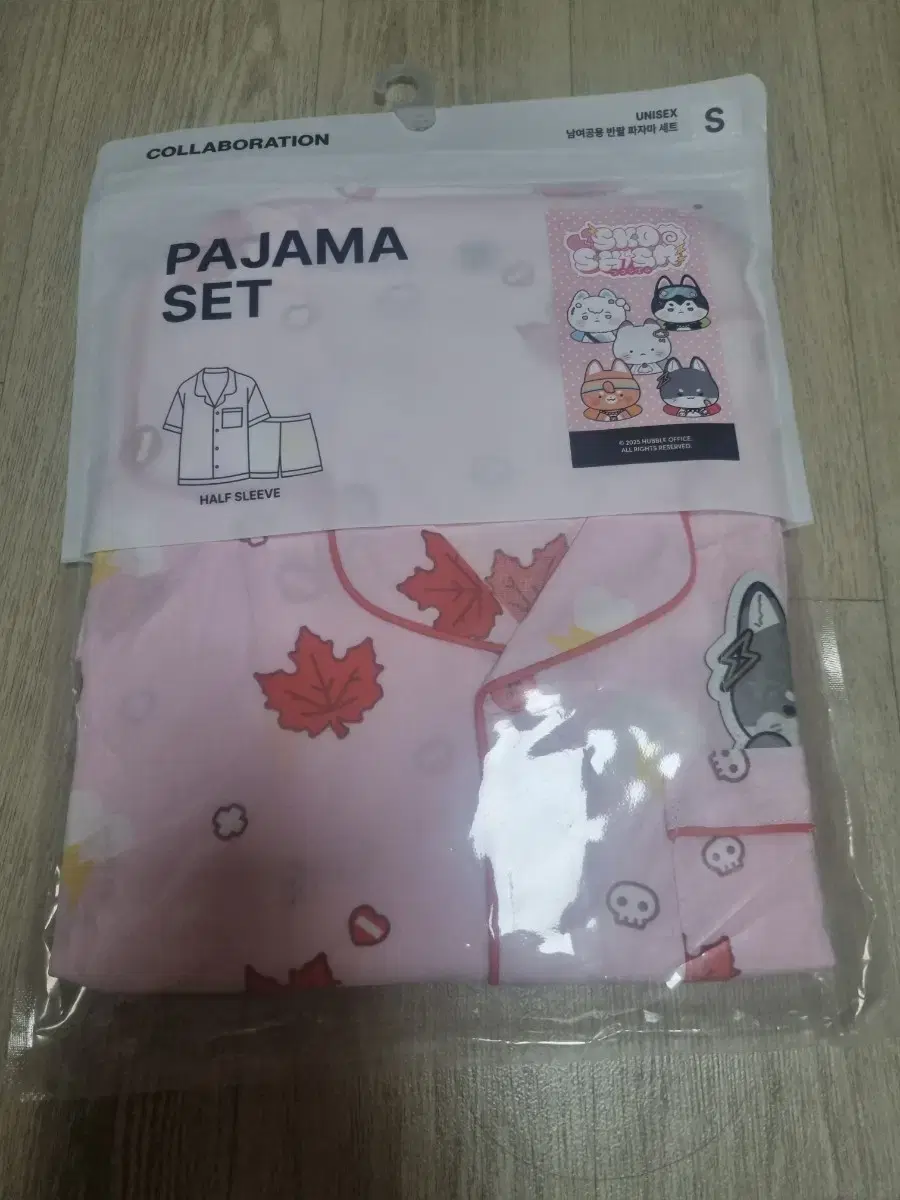 COLLABORATION
UNISEX
남여공용 반팔 파자마 세트
S
PAJAMA
SET
HALF SLEEVE
© 2025 HUBBLE OFFICE.
ALL RIGHTS RESERVED.